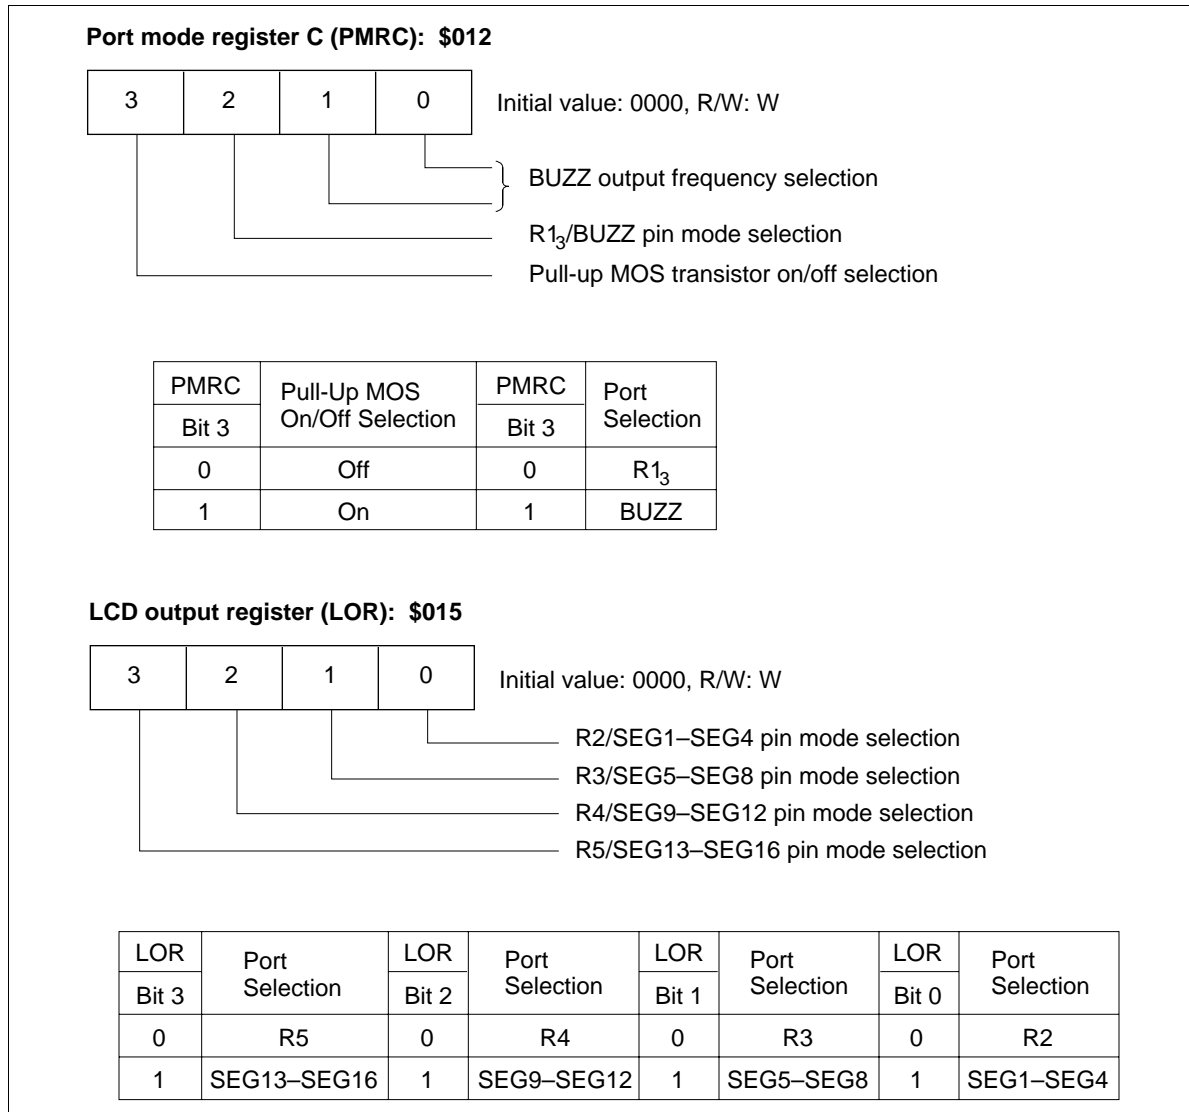 Port mode register C (PMRC): $012
3 2 1 0 Initial value: 0000, R/W: W
BUZZ output frequency selection
R1₃/BUZZ pin mode selection
Pull-up MOS transistor on/off selection
PMRC Pull-Up MOS On/Off Selection PMRC Port Selection
Bit 3 Bit 3
0 Off 0 R1₃
1 On 1 BUZZ
LCD output register (LOR): $015
3 2 1 0 Initial value: 0000, R/W: W
R2/SEG1–SEG4 pin mode selection
R3/SEG5–SEG8 pin mode selection
R4/SEG9–SEG12 pin mode selection
R5/SEG13–SEG16 pin mode selection
LOR Port Selection LOR Port Selection LOR Port Selection LOR Port Selection
Bit 3 Bit 2 Bit 1 Bit 0
0 R5 0 R4 0 R3 0 R2
1 SEG13–SEG16 1 SEG9–SEG12 1 SEG5–SEG8 1 SEG1–SEG4